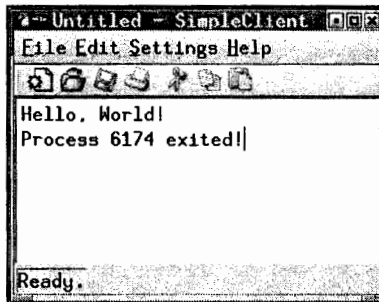 Untitled - SimpleClient
File Edit Settings Help
Hello, World!
Process 6174 exited!
Ready.